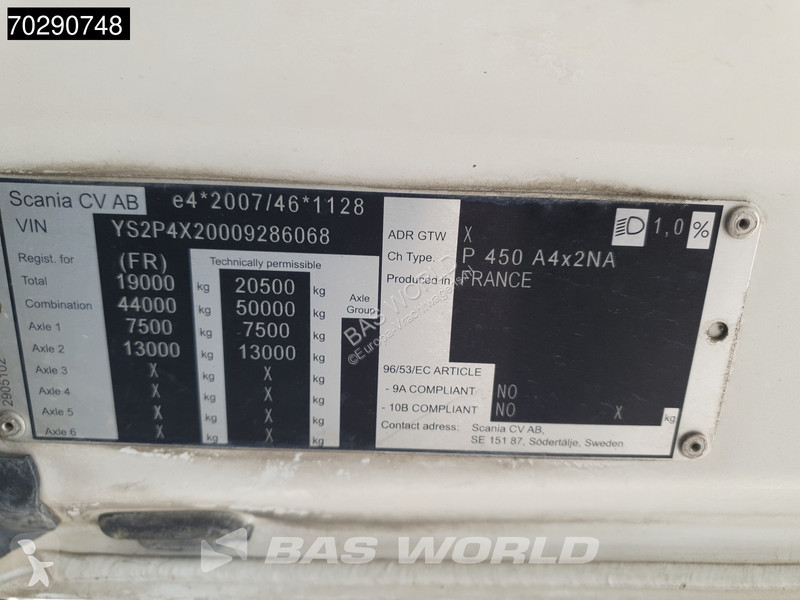 70290748
Scania CV AB e4*2007/46*1128
VIN YS2P4X20009286068
Regist. for (FR) Technically permissible
Total 19000 kg 20500 kg
Combination 44000 kg 50000 kg Axle Group
Axle 1 7500 kg 7500 kg
Axle 2 13000 kg 13000 kg
Axle 3 X kg X kg
Axle 4 X kg X kg
Axle 5 X kg X kg
Axle 6 X kg X kg
2905102
ADR GTW X
1,0 %
Ch Type. P 450 A4x2NA
Produced in FRANCE
96/53/EC ARTICLE
- 9A COMPLIANT NO
- 10B COMPLIANT NO X kg
Contact adress: Scania CV AB,
SE 151 87, Södertälje, Sweden
BAS WORLD
©Europe-Machinegalerij
BAS WORLD